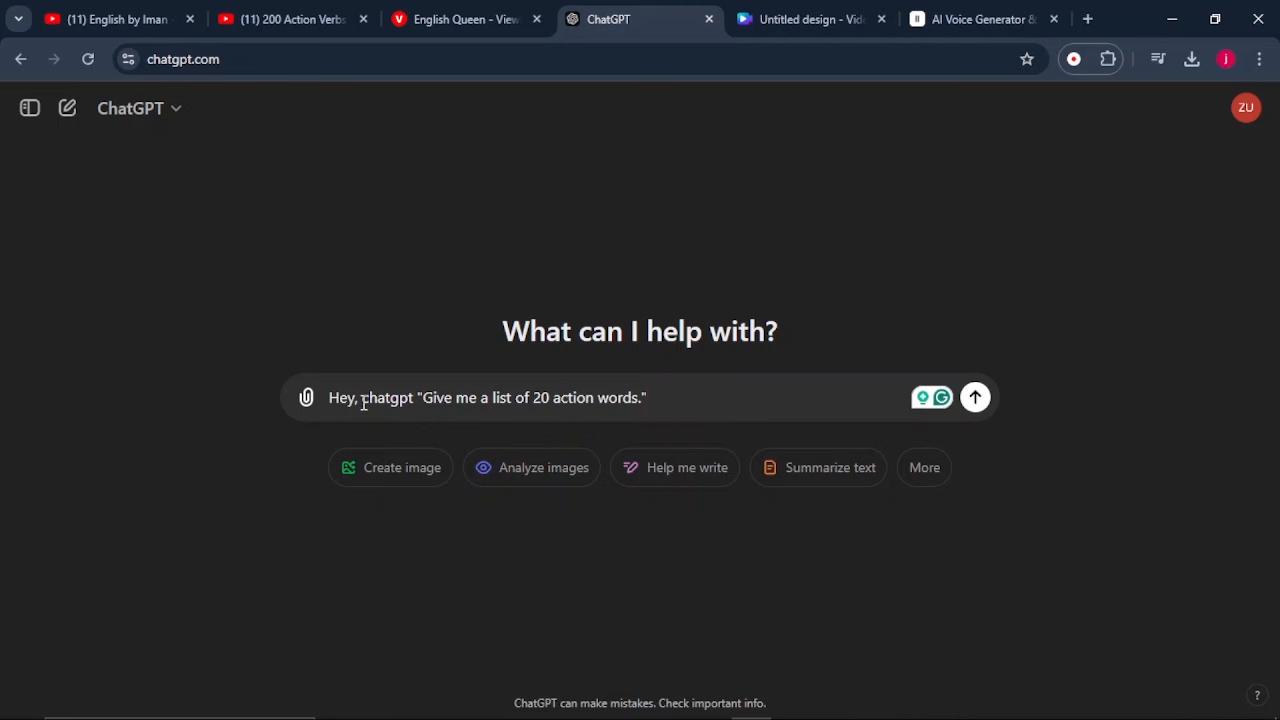 (11) English by Iman
(11) 200 Action Verbs
English Queen - View
ChatGPT
Untitled design - Vide
AI Voice Generator &
chatgpt.com
j
ChatGPT
ZU
What can I help with?
Hey, chatgpt "Give me a list of 20 action words."
Create image
Analyze images
Help me write
Summarize text
More
ChatGPT can make mistakes. Check important info.
?